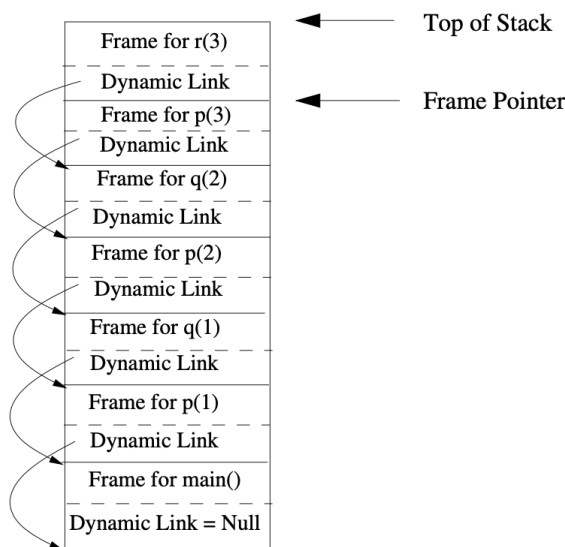 Top of Stack
Frame for r(3)
Dynamic Link
Frame Pointer
Frame for p(3)
Dynamic Link
Frame for q(2)
Dynamic Link
Frame for p(2)
Dynamic Link
Frame for q(1)
Dynamic Link
Frame for p(1)
Dynamic Link
Frame for main()
Dynamic Link = Null